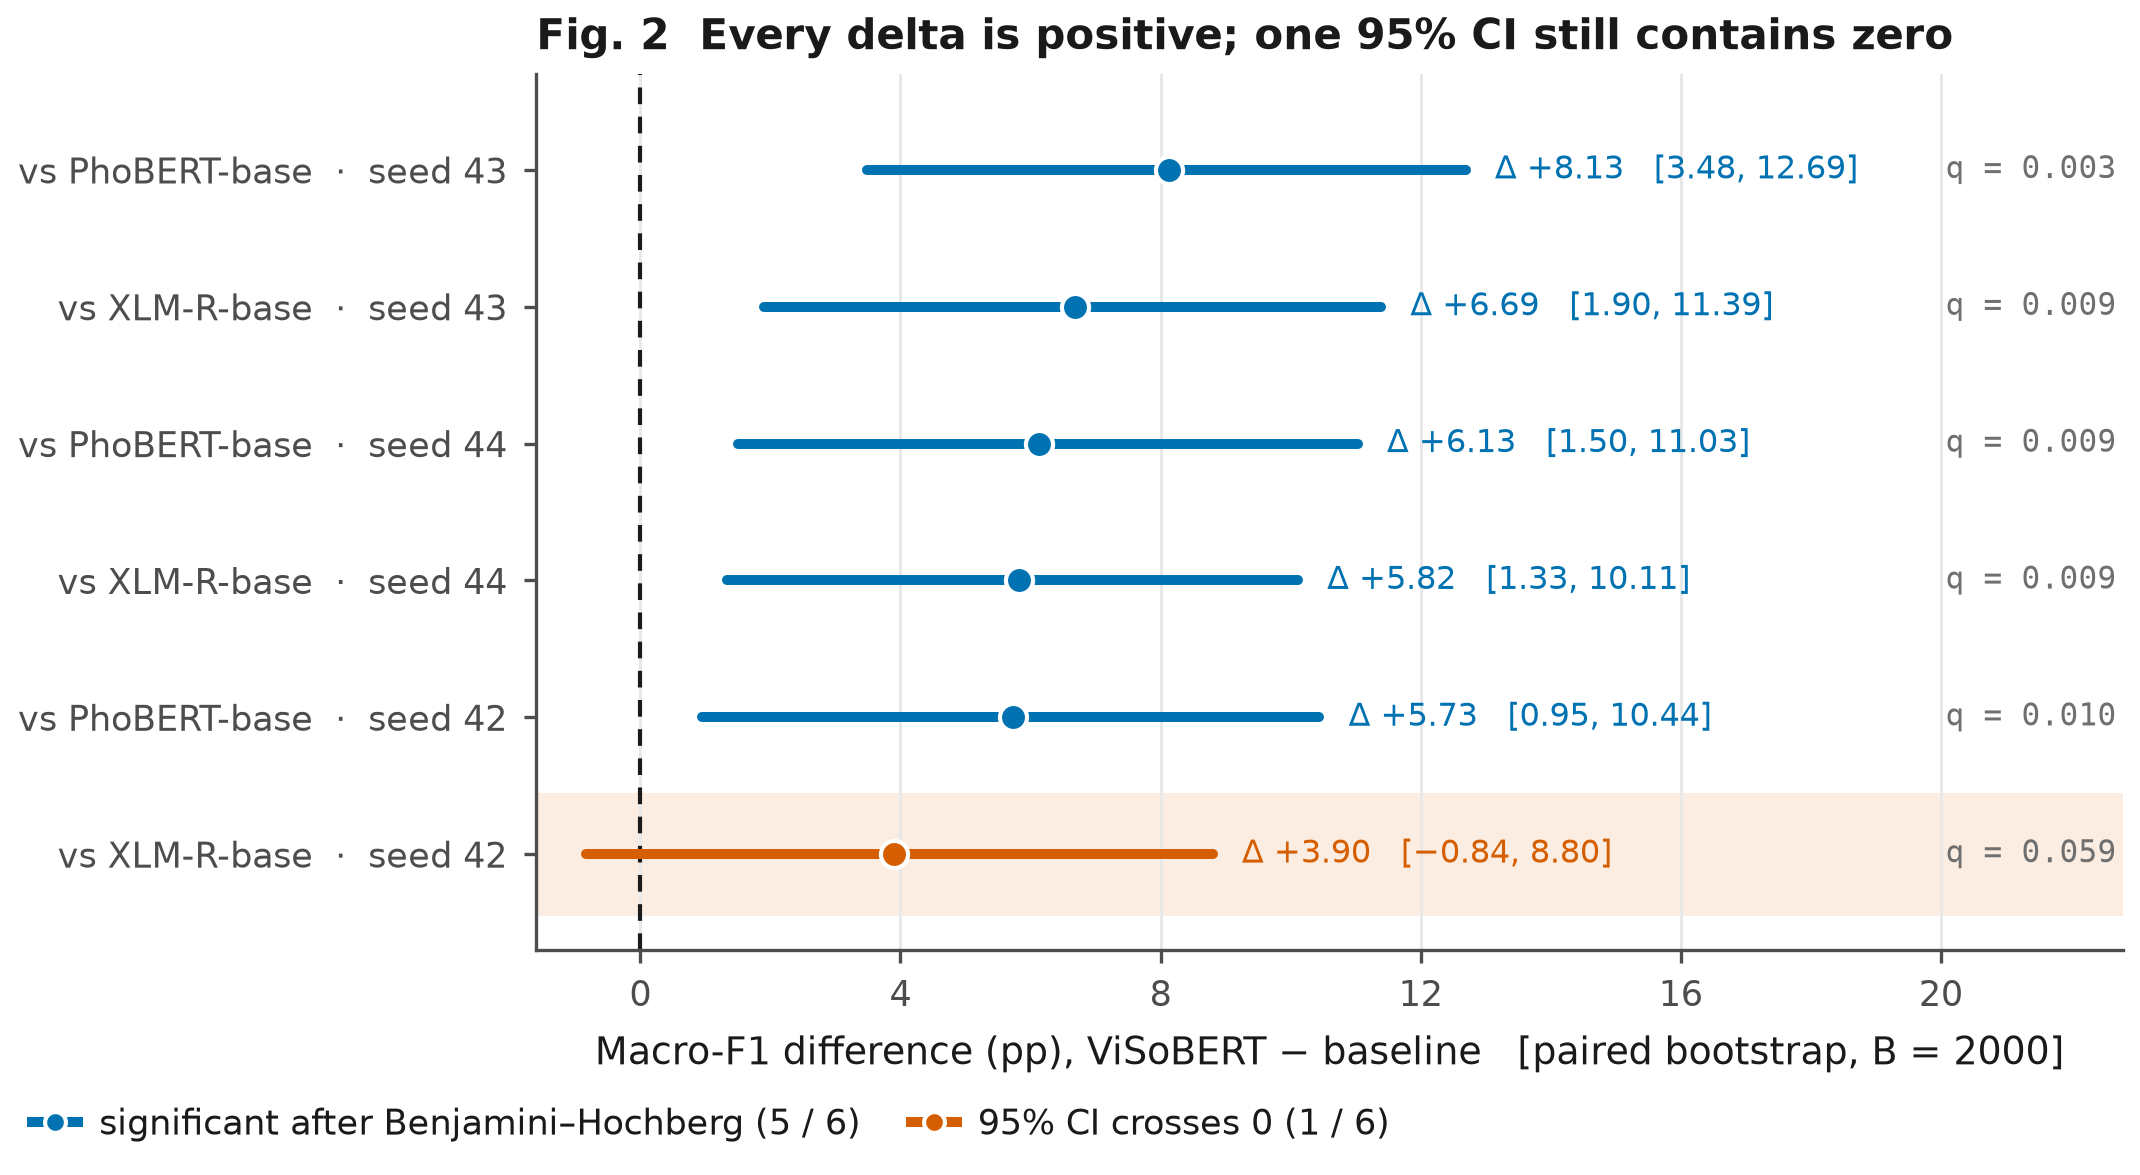 Fig. 2  Every delta is positive; one 95% CI still contains zero
vs PhoBERT-base · seed 43  Δ +8.13  [3.48, 12.69]  q = 0.003
vs XLM-R-base · seed 43  Δ +6.69  [1.90, 11.39]  q = 0.009
vs PhoBERT-base · seed 44  Δ +6.13  [1.50, 11.03]  q = 0.009
vs XLM-R-base · seed 44  Δ +5.82  [1.33, 10.11]  q = 0.009
vs PhoBERT-base · seed 42  Δ +5.73  [0.95, 10.44]  q = 0.010
vs XLM-R-base · seed 42  Δ +3.90  [−0.84, 8.80]  q = 0.059
0 4 8 12 16 20
Macro-F1 difference (pp), ViSoBERT − baseline  [paired bootstrap, B = 2000]
significant after Benjamini–Hochberg (5 / 6)  95% CI crosses 0 (1 / 6)